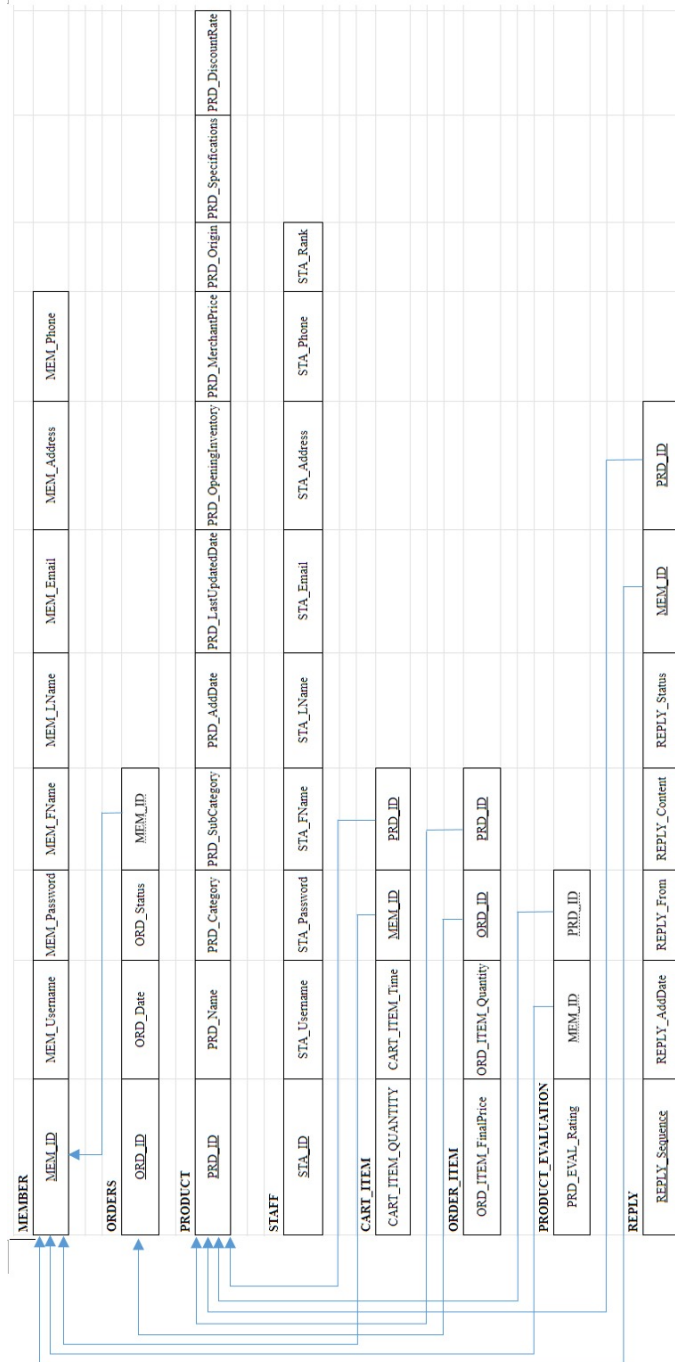 MEMBER
MEM_ID MEM_Username MEM_Password MEM_FName MEM_LName MEM_Email MEM_Address MEM_Phone
ORDERS
ORD_ID ORD_Date ORD_Status MEM_ID
PRODUCT
PRD_ID PRD_Name PRD_Category PRD_SubCategory PRD_AddDate PRD_LastUpdatedDate PRD_OpeningInventory PRD_MerchantPrice PRD_Origin PRD_Specifications PRD_DiscountRate
STAFF
STA_ID STA_Username STA_Password STA_FName STA_LName STA_Email STA_Address STA_Phone STA_Rank
CART_ITEM
CART_ITEM_QUANTITY CART_ITEM_Time MEM_ID PRD_ID
ORDER_ITEM
ORD_ITEM_FinalPrice ORD_ITEM_Quantity ORD_ID PRD_ID
PRODUCT_EVALUATION
PRD_EVAL_Rating MEM_ID PRD_ID
REPLY
REPLY_Sequence REPLY_AddDate REPLY_From REPLY_Content REPLY_Status MEM_ID PRD_ID